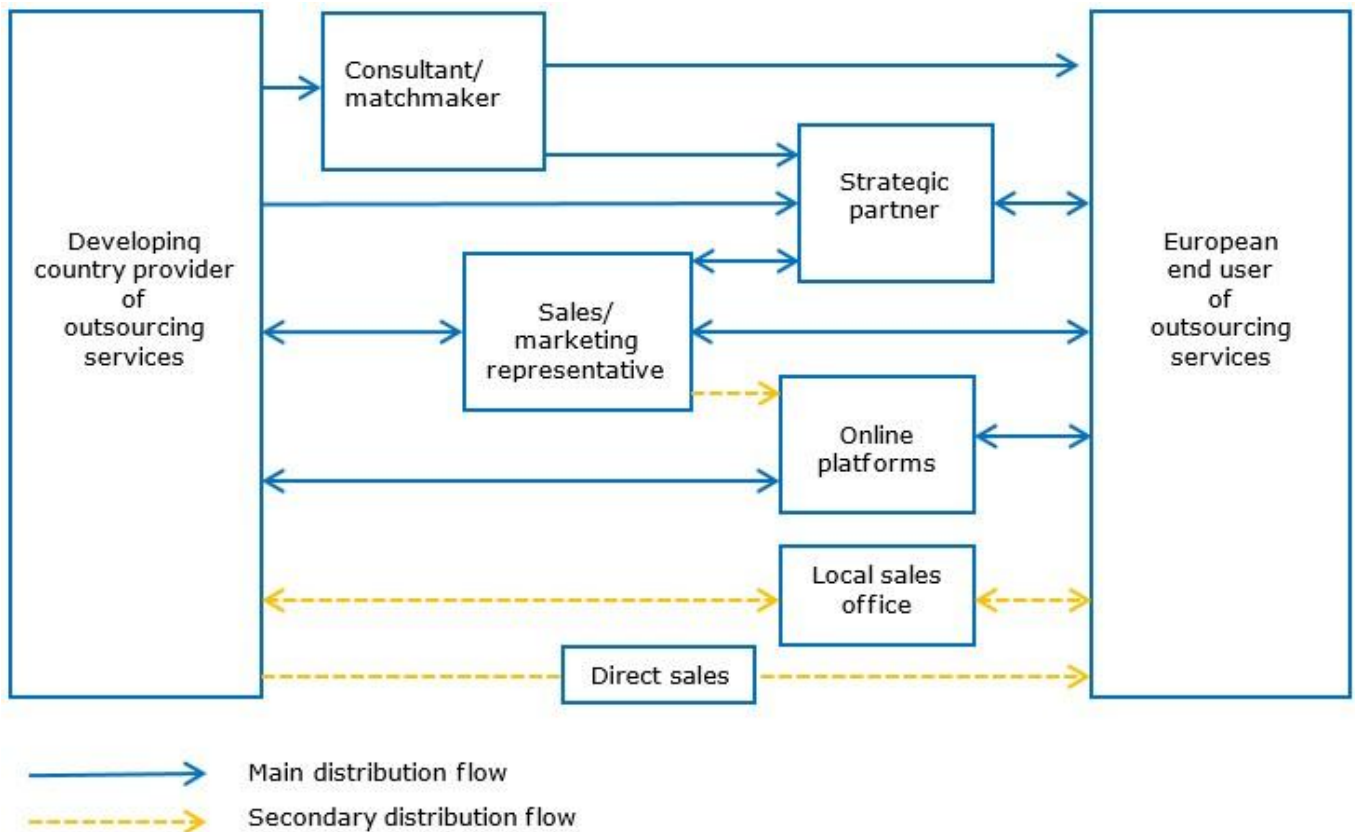 Consultant/
matchmaker
Strategic
partner
Developing
country provider
of
outsourcing
services
European
end user
of
outsourcing
services
Sales/
marketing
representative
Online
platforms
Local sales
office
Direct sales
Main distribution flow
Secondary distribution flow